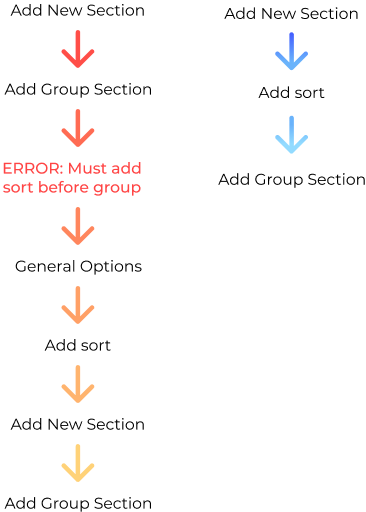 Add New Section
Add Group Section
ERROR: Must add
sort before group
General Options
Add sort
Add New Section
Add Group Section
Add New Section
Add sort
Add Group Section